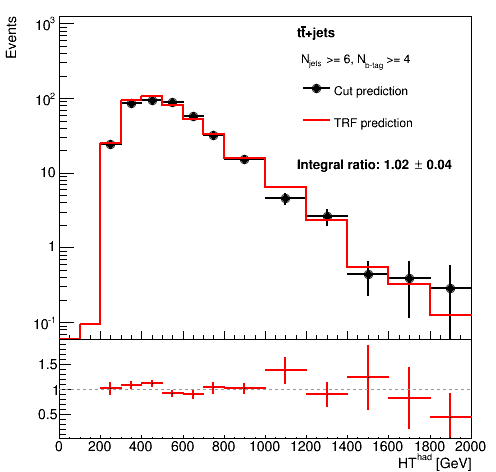 Events
tt̄+jets
N_jets >= 6, N_b-tag >= 4
Cut prediction
TRF prediction
Integral ratio: 1.02 ± 0.04
10³
10²
10
1
10⁻¹
1.5
1
0.5
0 200 400 600 800 1000 1200 1400 1600 1800 2000
HT^had [GeV]